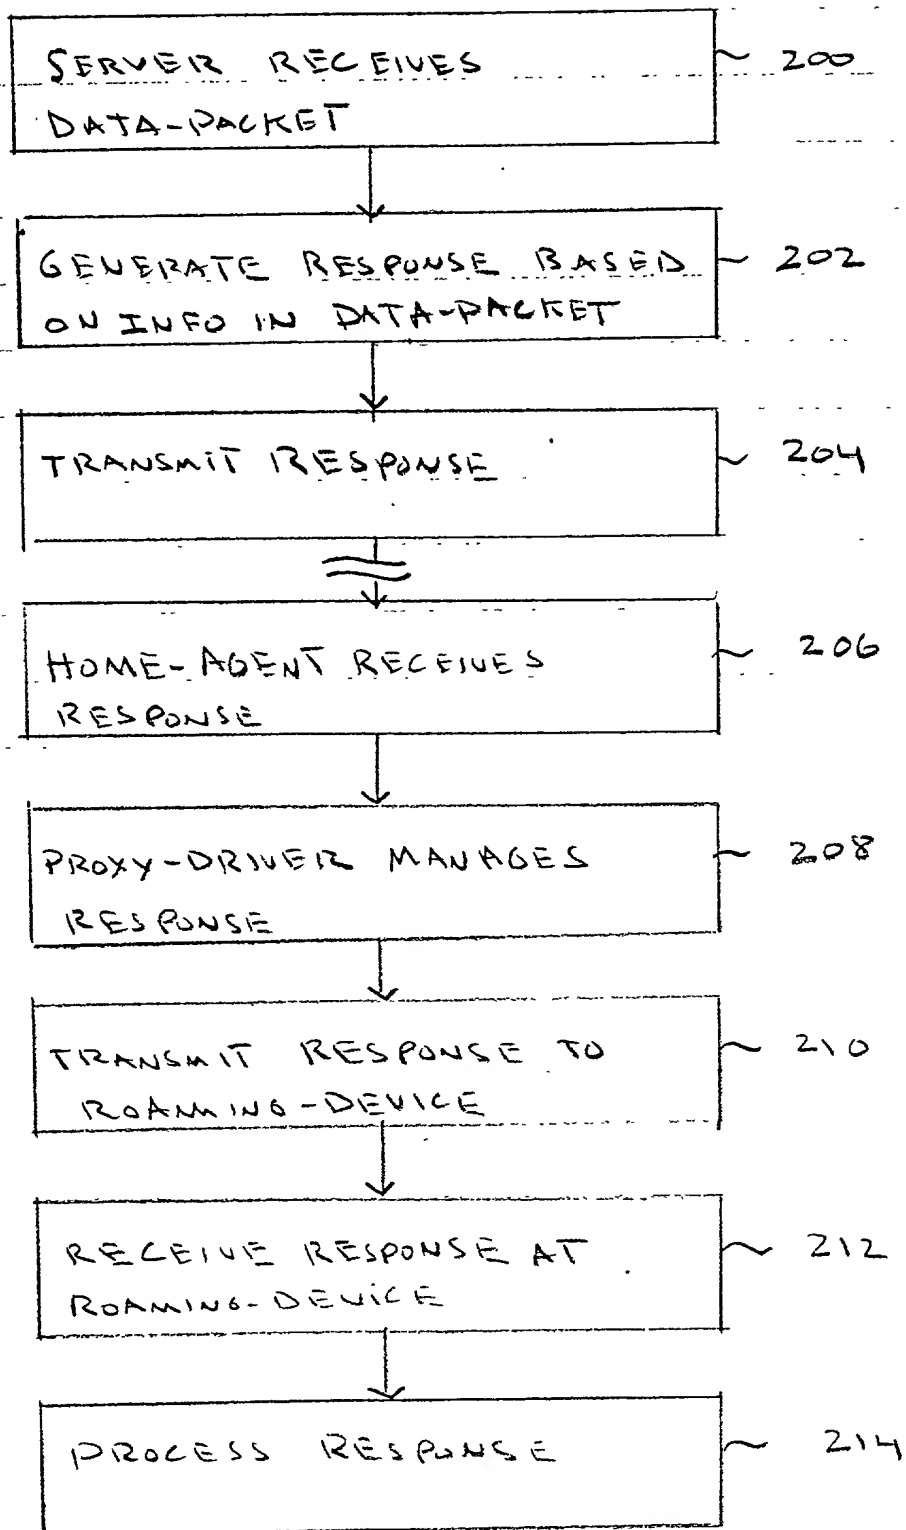 SERVER RECEIVES ~ 200
DATA-PACKET
GENERATE RESPONSE BASED ~ 202
ON INFO IN DATA-PACKET
TRANSMIT RESPONSE ~ 204
HOME-AGENT RECEIVES ~ 206
RESPONSE
PROXY-DRIVER MANAGES ~ 208
RESPONSE
TRANSMIT RESPONSE TO ~ 210
ROAMING-DEVICE
RECEIVE RESPONSE AT ~ 212
ROAMING-DEVICE
PROCESS RESPONSE ~ 214